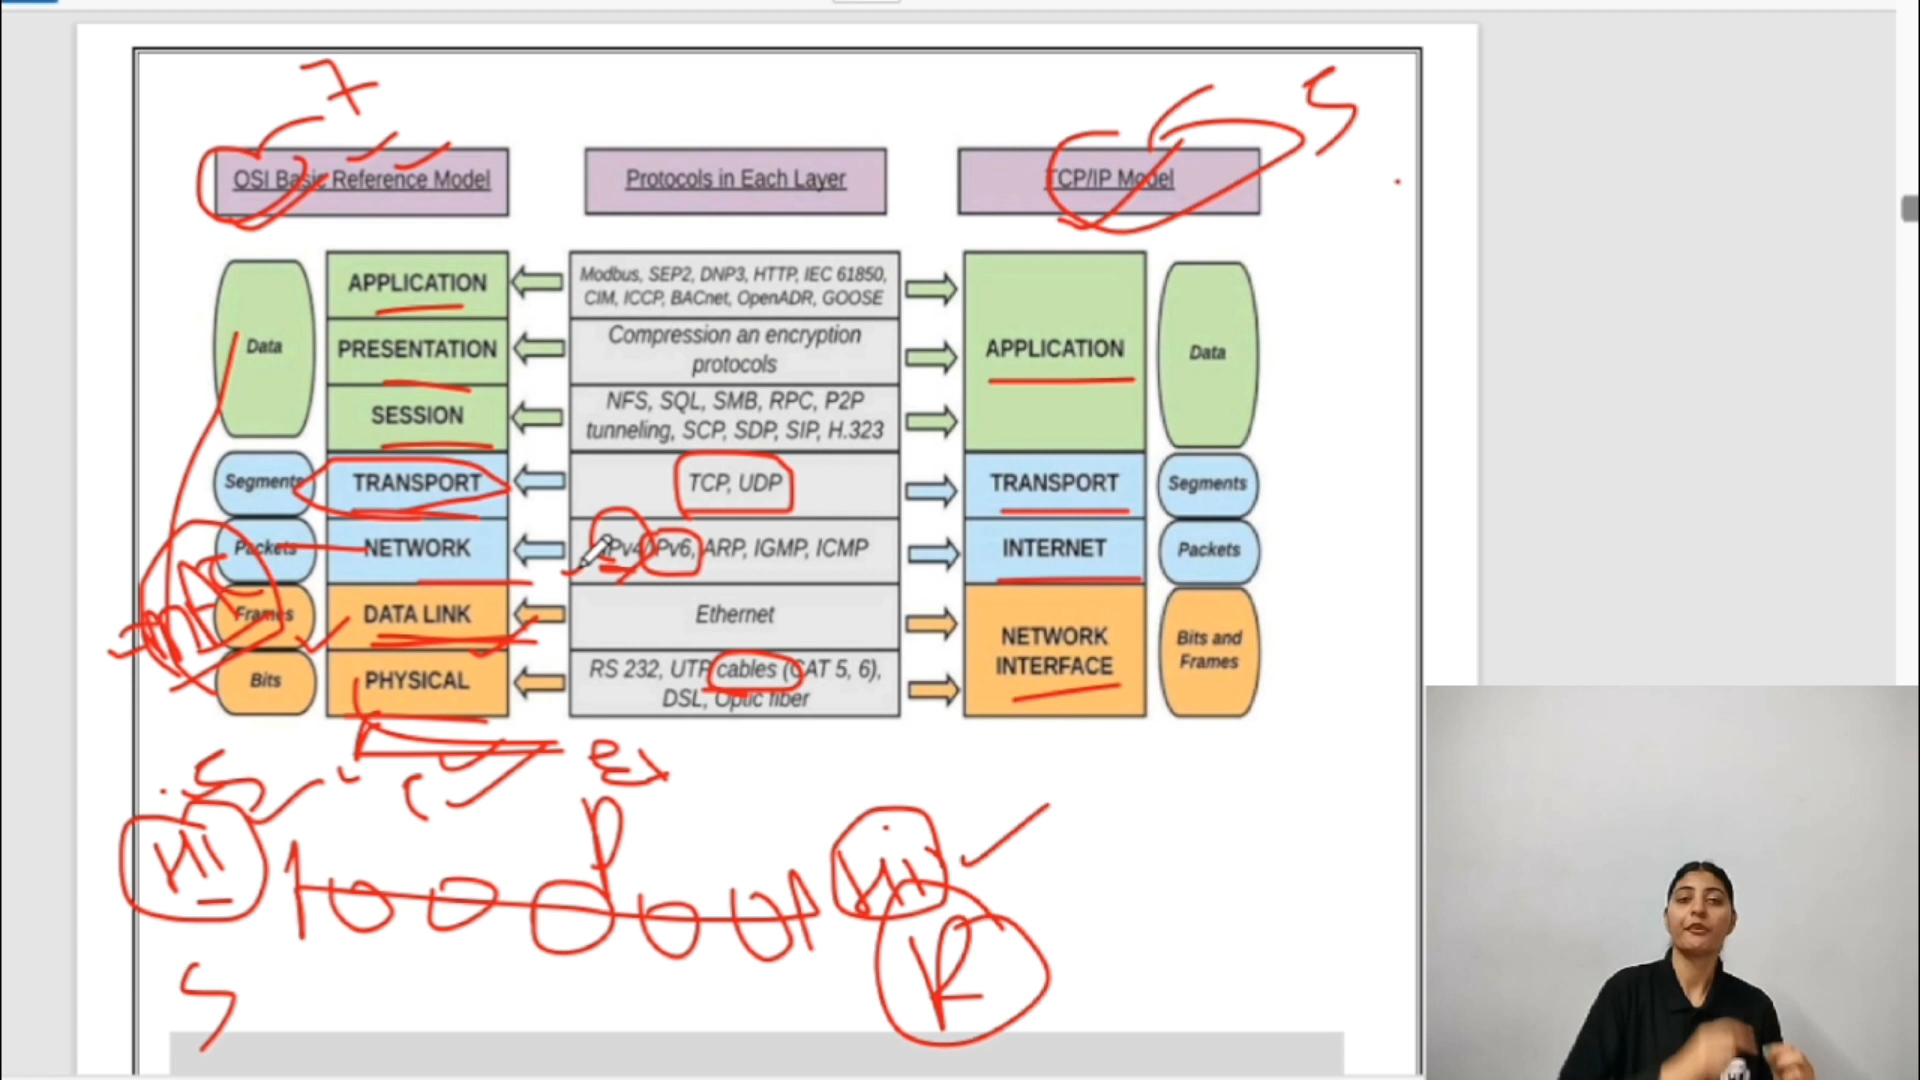 7
5
OSI Basic Reference Model
Protocols in Each Layer
TCP/IP Model
Data
APPLICATION
Modbus, SEP2, DNP3, HTTP, IEC 61850,
CIM, ICCP, BACnet, OpenADR, GOOSE
PRESENTATION
Compression an encryption
protocols
SESSION
NFS, SQL, SMB, RPC, P2P
tunneling, SCP, SDP, SIP, H.323
APPLICATION
Data
Segments
TRANSPORT
TCP, UDP
TRANSPORT
Segments
Packets
NETWORK
IPv4, IPv6, ARP, IGMP, ICMP
INTERNET
Packets
Frames
DATA LINK
Ethernet
Bits
PHYSICAL
RS 232, UTP cables (CAT 5, 6),
DSL, Optic fiber
NETWORK
INTERFACE
Bits and
Frames
HI
100
P
HI
R
S